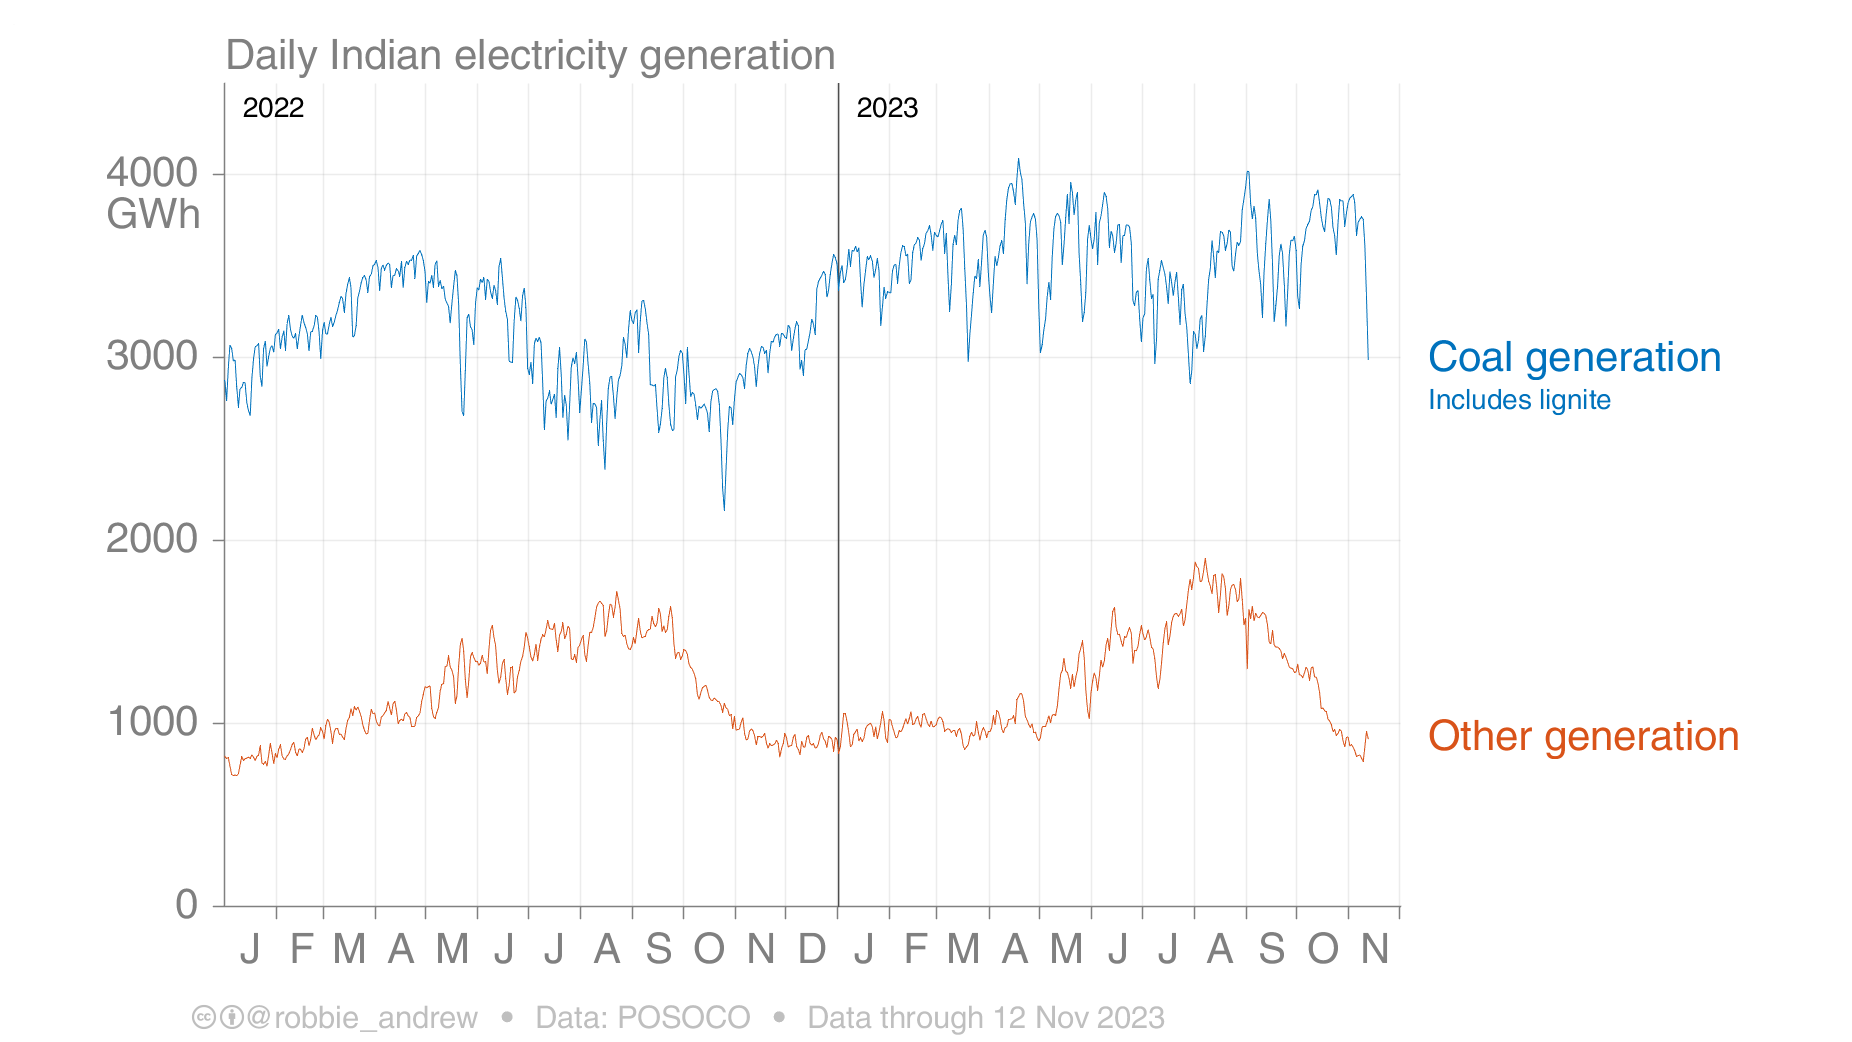 Daily Indian electricity generation
2022
2023
4000
GWh
3000
2000
1000
0
Coal generation
Includes lignite
Other generation
J F M A M J J A S O N D J F M A M J J A S O N
cc @robbie_andrew • Data: POSOCO • Data through 12 Nov 2023